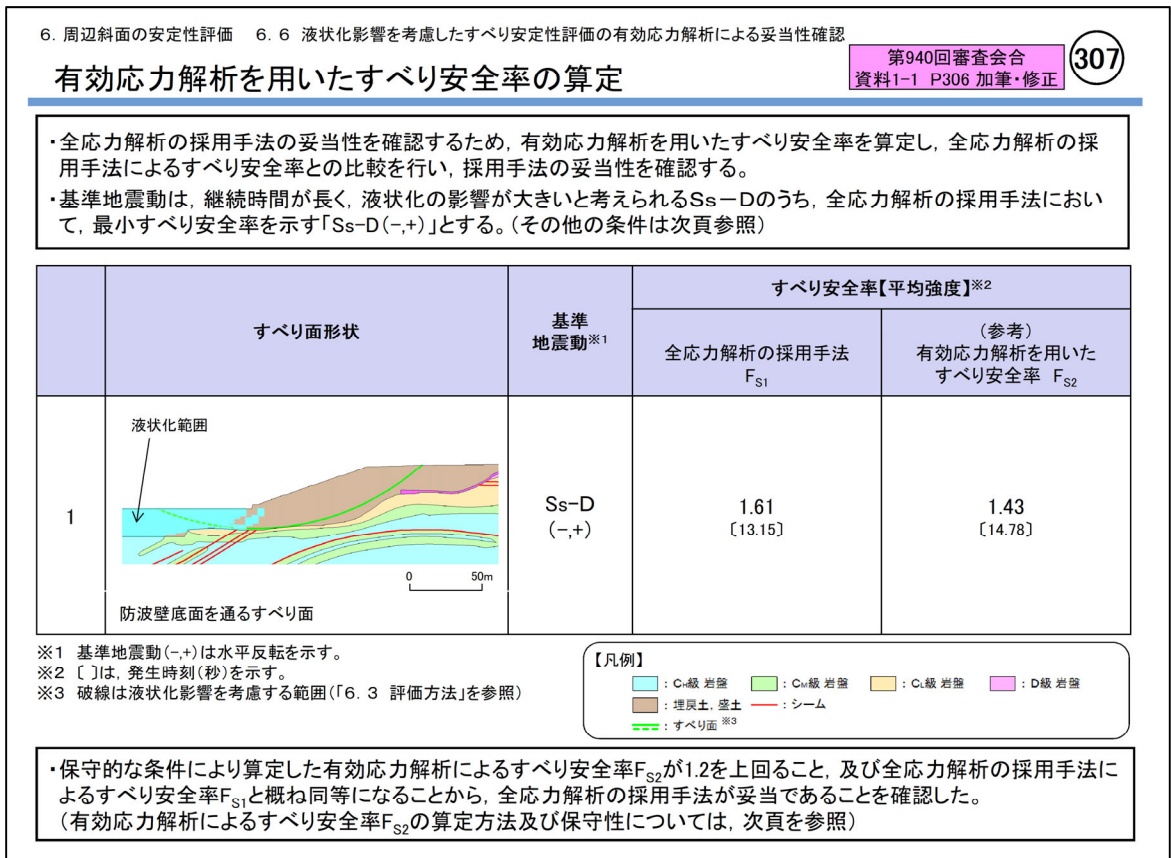 6. 周辺斜面の安定性評価 6. 6 液状化影響を考慮したすべり安定性評価の有効応力解析による妥当性確認
第940回審査会合
資料1-1 P306 加筆・修正
307
有効応力解析を用いたすべり安全率の算定
・全応力解析の採用手法の妥当性を確認するため, 有効応力解析を用いたすべり安全率を算定し, 全応力解析の採
用手法によるすべり安全率との比較を行い, 採用手法の妥当性を確認する。
・基準地震動は, 継続時間が長く, 液状化の影響が大きいと考えられるSs-Dのうち, 全応力解析の採用手法におい
て, 最小すべり安全率を示す「Ss-D(-,+)」とする。(その他の条件は次頁参照)
すべり面形状
基準
地震動※1
すべり安全率【平均強度】※2
全応力解析の採用手法
FS1
(参考)
有効応力解析を用いた
すべり安全率 FS2
1
液状化範囲
0 50m
防波壁底面を通るすべり面
Ss-D
(-,+)
1.61
〔13.15〕
1.43
〔14.78〕
※1 基準地震動(-,+)は水平反転を示す。
※2 〔 〕は, 発生時刻(秒)を示す。
※3 破線は液状化影響を考慮する範囲(「6. 3 評価方法」を参照)
【凡例】
: CH級 岩盤 : CM級 岩盤 : CL級 岩盤 : D級 岩盤
: 埋戻土, 盛土 : シーム
: すべり面 ※3
・保守的な条件により算定した有効応力解析によるすべり安全率FS2が1.2を上回ること, 及び全応力解析の採用手法に
よるすべり安全率FS1と概ね同等になることから, 全応力解析の採用手法が妥当であることを確認した。
(有効応力解析によるすべり安全率FS2の算定方法及び保守性については, 次頁を参照)